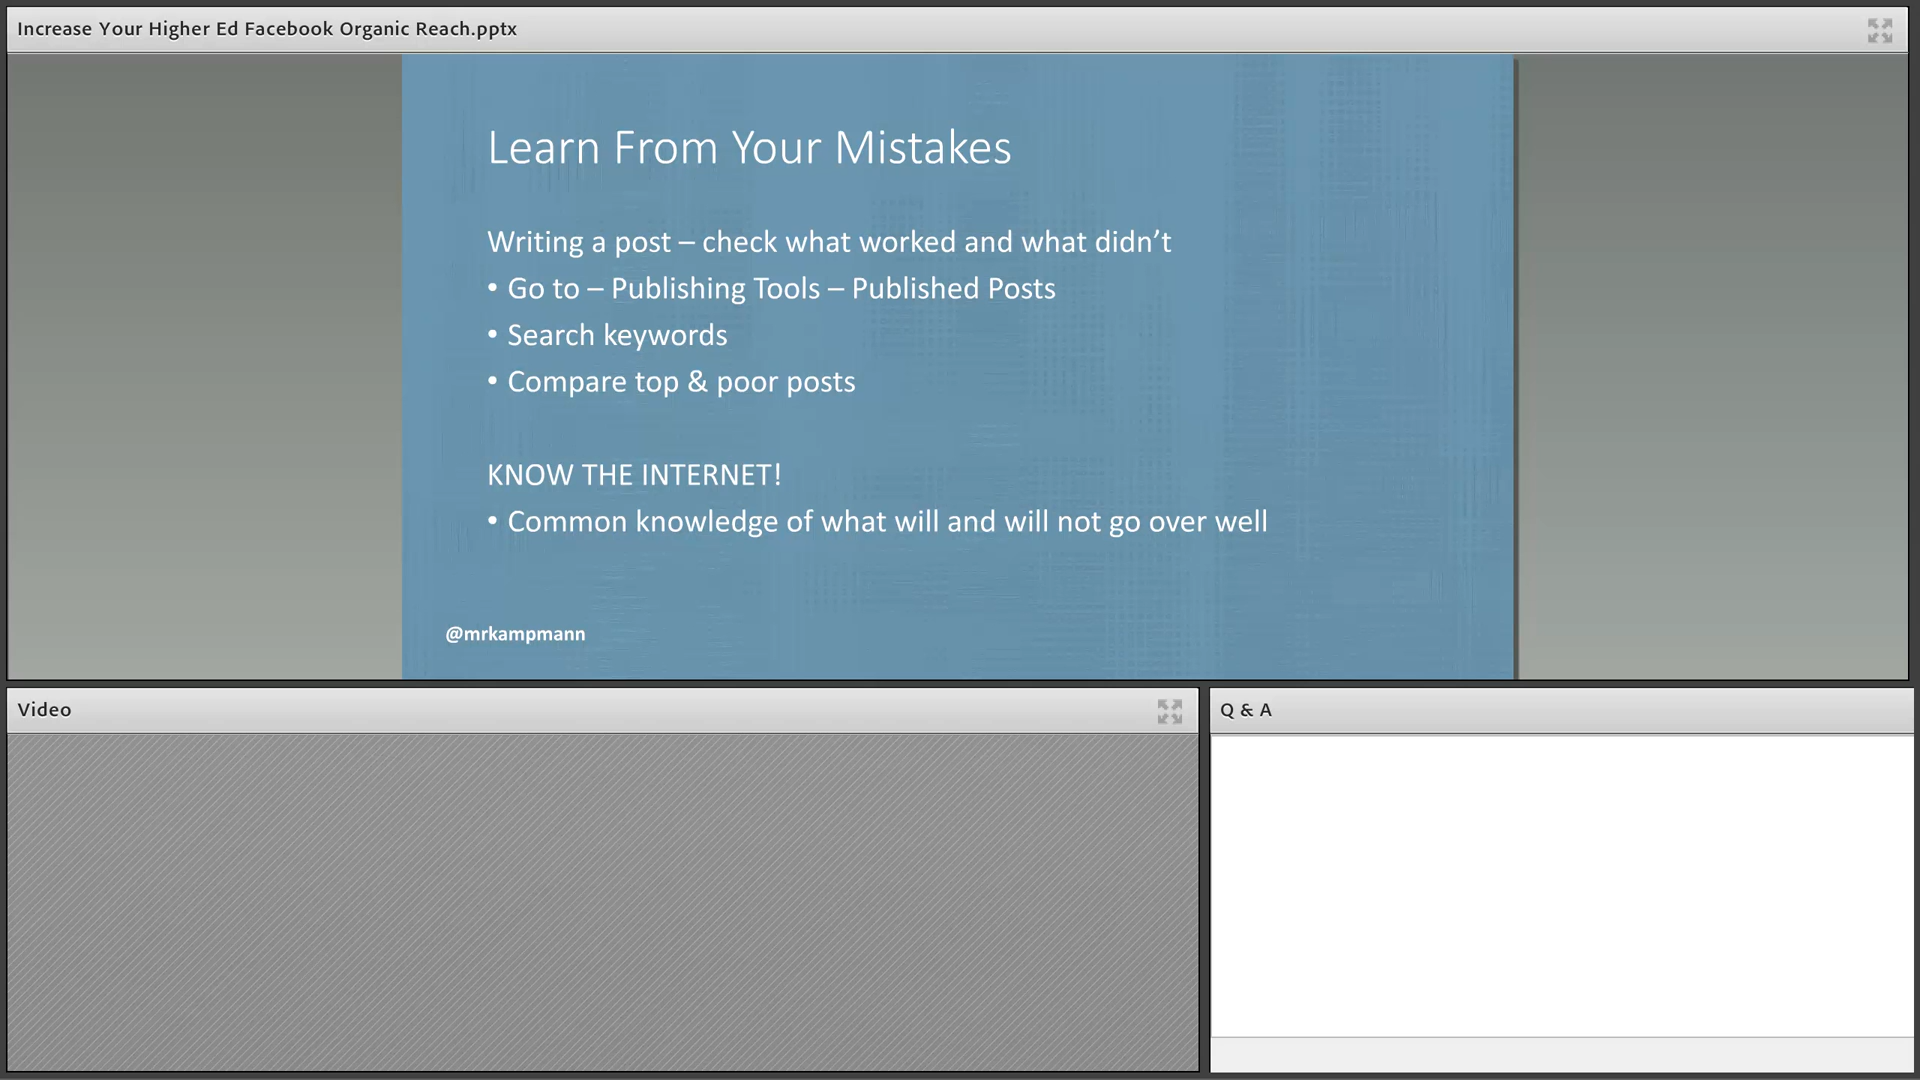 Increase Your Higher Ed Facebook Organic Reach.pptx
Learn From Your Mistakes
Writing a post – check what worked and what didn’t
• Go to – Publishing Tools – Published Posts
• Search keywords
• Compare top & poor posts
KNOW THE INTERNET!
• Common knowledge of what will and will not go over well
@mrkampmann
Video
Q & A